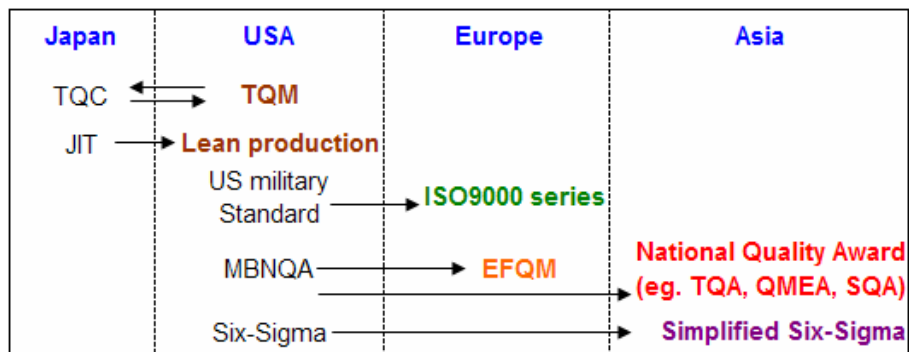 Japan USA Europe Asia
TQC TQM
JIT Lean production
US military
Standard
ISO9000 series
MBNQA EFQM
National Quality Award
(eg. TQA, QMEA, SQA)
Six-Sigma Simplified Six-Sigma